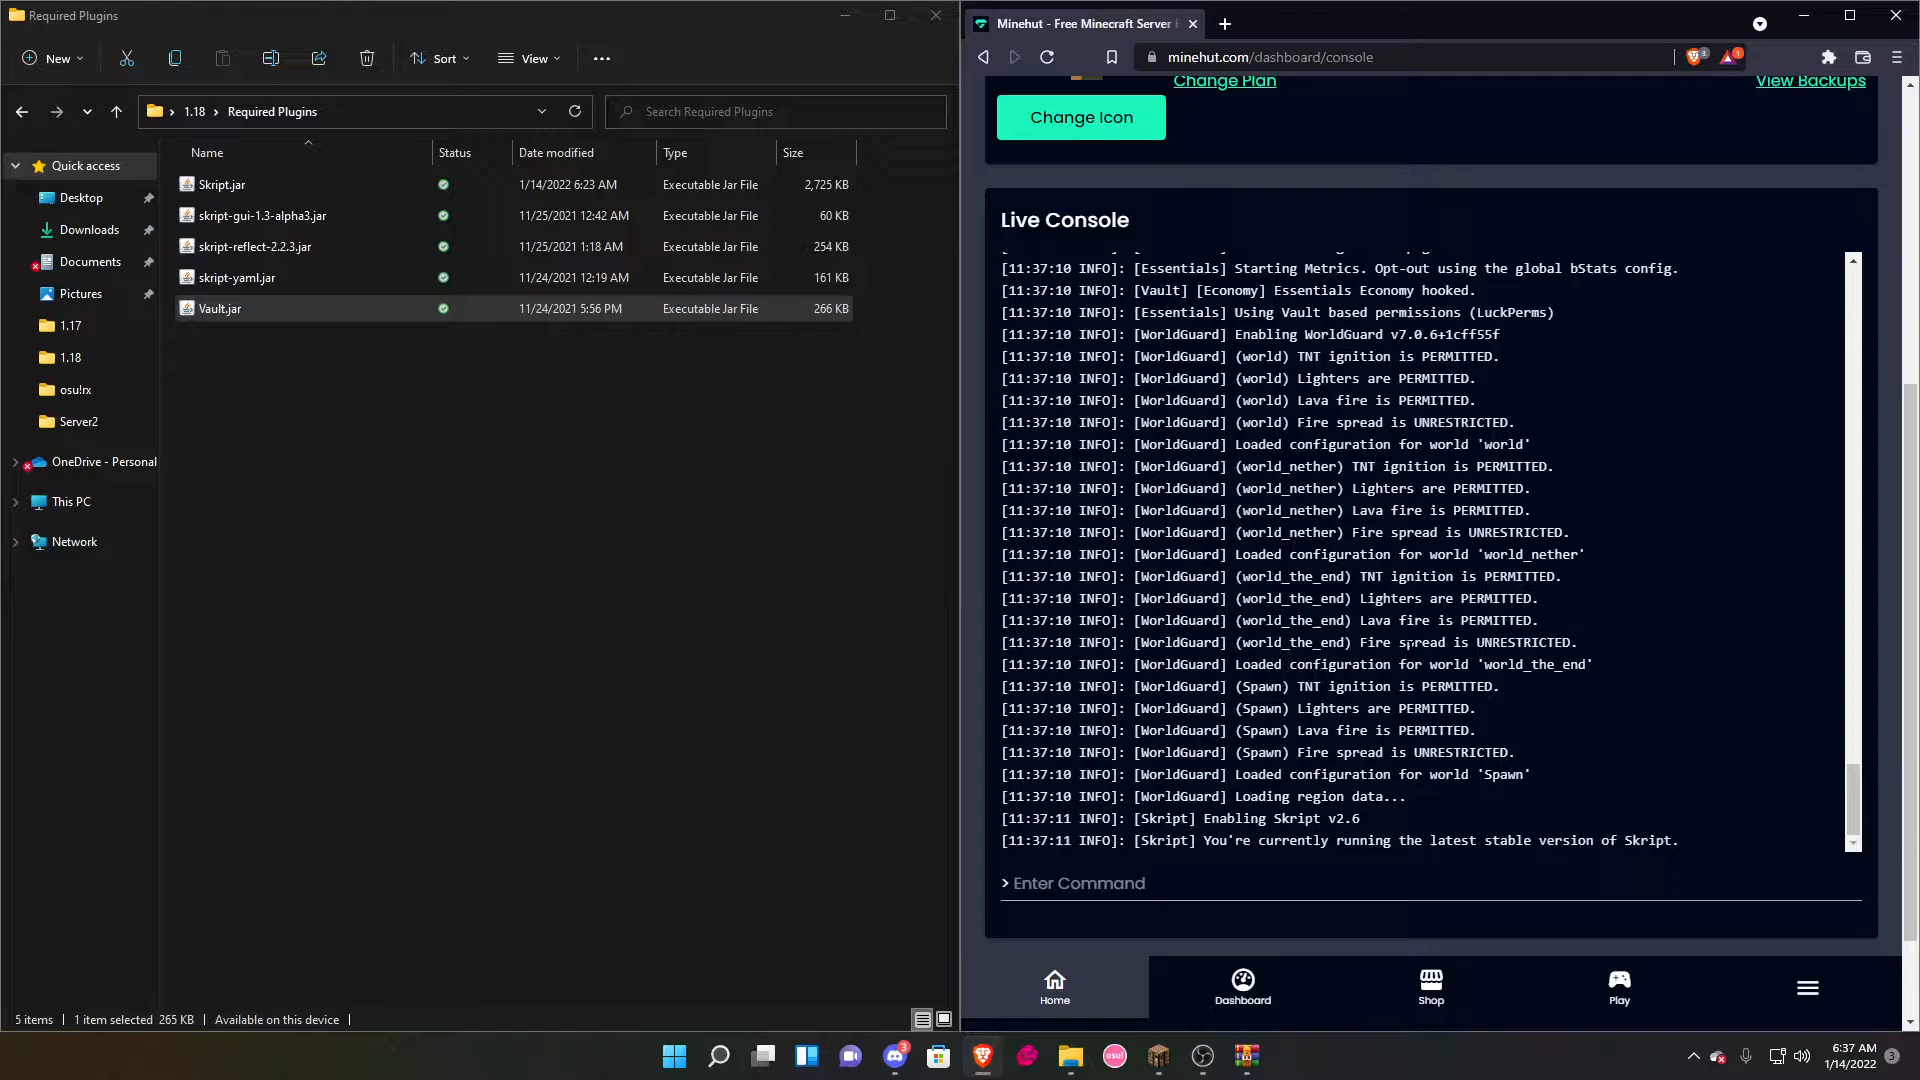 Required Plugins
New
Sort
View
1.18 › Required Plugins
Search Required Plugins
Name Status Date modified Type Size
Quick access
Desktop
Downloads
Documents
Pictures
1.17
1.18
osu!rx
Server2
OneDrive - Personal
This PC
Network
Skript.jar 1/14/2022 6:23 AM Executable Jar File 2,725 KB
skript-gui-1.3-alpha3.jar 11/25/2021 12:42 AM Executable Jar File 60 KB
skript-reflect-2.2.3.jar 11/25/2021 1:18 AM Executable Jar File 254 KB
skript-yaml.jar 11/24/2021 12:19 AM Executable Jar File 161 KB
Vault.jar 11/24/2021 5:56 PM Executable Jar File 266 KB
5 items 1 item selected 265 KB Available on this device
Minehut - Free Minecraft Server
minehut.com/dashboard/console
3
1
Change Plan
View Backups
Change Icon
Live Console
[11:37:10 INFO]: [Essentials] Starting Metrics. Opt-out using the global bStats config.
[11:37:10 INFO]: [Vault] [Economy] Essentials Economy hooked.
[11:37:10 INFO]: [Essentials] Using Vault based permissions (LuckPerms)
[11:37:10 INFO]: [WorldGuard] Enabling WorldGuard v7.0.6+1cff55f
[11:37:10 INFO]: [WorldGuard] (world) TNT ignition is PERMITTED.
[11:37:10 INFO]: [WorldGuard] (world) Lighters are PERMITTED.
[11:37:10 INFO]: [WorldGuard] (world) Lava fire is PERMITTED.
[11:37:10 INFO]: [WorldGuard] (world) Fire spread is UNRESTRICTED.
[11:37:10 INFO]: [WorldGuard] Loaded configuration for world 'world'
[11:37:10 INFO]: [WorldGuard] (world_nether) TNT ignition is PERMITTED.
[11:37:10 INFO]: [WorldGuard] (world_nether) Lighters are PERMITTED.
[11:37:10 INFO]: [WorldGuard] (world_nether) Lava fire is PERMITTED.
[11:37:10 INFO]: [WorldGuard] (world_nether) Fire spread is UNRESTRICTED.
[11:37:10 INFO]: [WorldGuard] Loaded configuration for world 'world_nether'
[11:37:10 INFO]: [WorldGuard] (world_the_end) TNT ignition is PERMITTED.
[11:37:10 INFO]: [WorldGuard] (world_the_end) Lighters are PERMITTED.
[11:37:10 INFO]: [WorldGuard] (world_the_end) Lava fire is PERMITTED.
[11:37:10 INFO]: [WorldGuard] (world_the_end) Fire spread is UNRESTRICTED.
[11:37:10 INFO]: [WorldGuard] Loaded configuration for world 'world_the_end'
[11:37:10 INFO]: [WorldGuard] (Spawn) TNT ignition is PERMITTED.
[11:37:10 INFO]: [WorldGuard] (Spawn) Lighters are PERMITTED.
[11:37:10 INFO]: [WorldGuard] (Spawn) Lava fire is PERMITTED.
[11:37:10 INFO]: [WorldGuard] (Spawn) Fire spread is UNRESTRICTED.
[11:37:10 INFO]: [WorldGuard] Loaded configuration for world 'Spawn'
[11:37:10 INFO]: [WorldGuard] Loading region data...
[11:37:11 INFO]: [Skript] Enabling Skript v2.6
[11:37:11 INFO]: [Skript] You're currently running the latest stable version of Skript.
> Enter Command
Home
Dashboard
Shop
Play
3
osu!
6:37 AM
1/14/2022
3